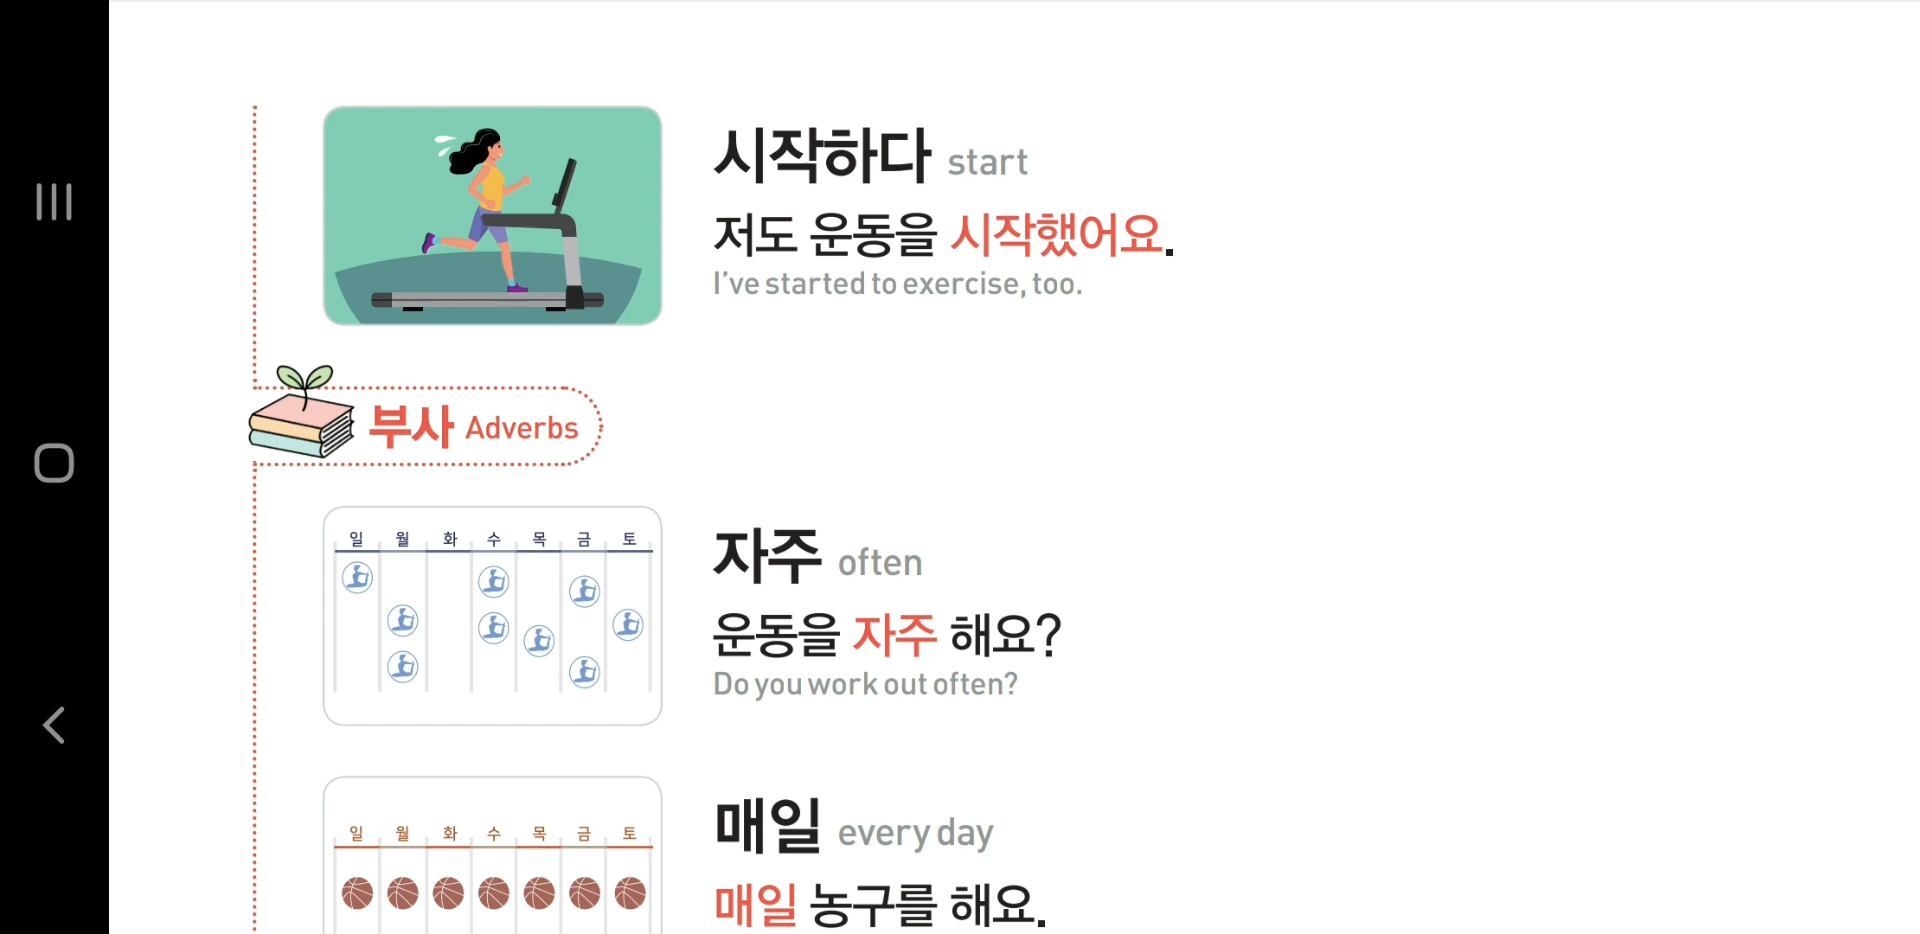 시작하다 start
저도 운동을 시작했어요.
I've started to exercise, too.
부사 Adverbs
일 월 화 수 목 금 토
자주 often
운동을 자주 해요?
Do you work out often?
매일 every day
일 월 화 수 목 금 토
매일 농구를 해요.